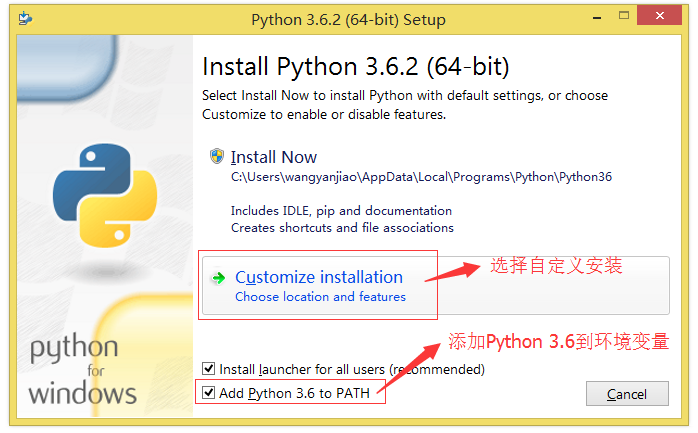 Python 3.6.2 (64-bit) Setup
Install Python 3.6.2 (64-bit)
Select Install Now to install Python with default settings, or choose
Customize to enable or disable features.
Install Now
C:\Users\wangyanjiao\AppData\Local\Programs\Python\Python36
Includes IDLE, pip and documentation
Creates shortcuts and file associations
Customize installation
Choose location and features
选择自定义安装
添加Python 3.6到环境变量
Install launcher for all users (recommended)
Add Python 3.6 to PATH
Cancel
python
for
windows